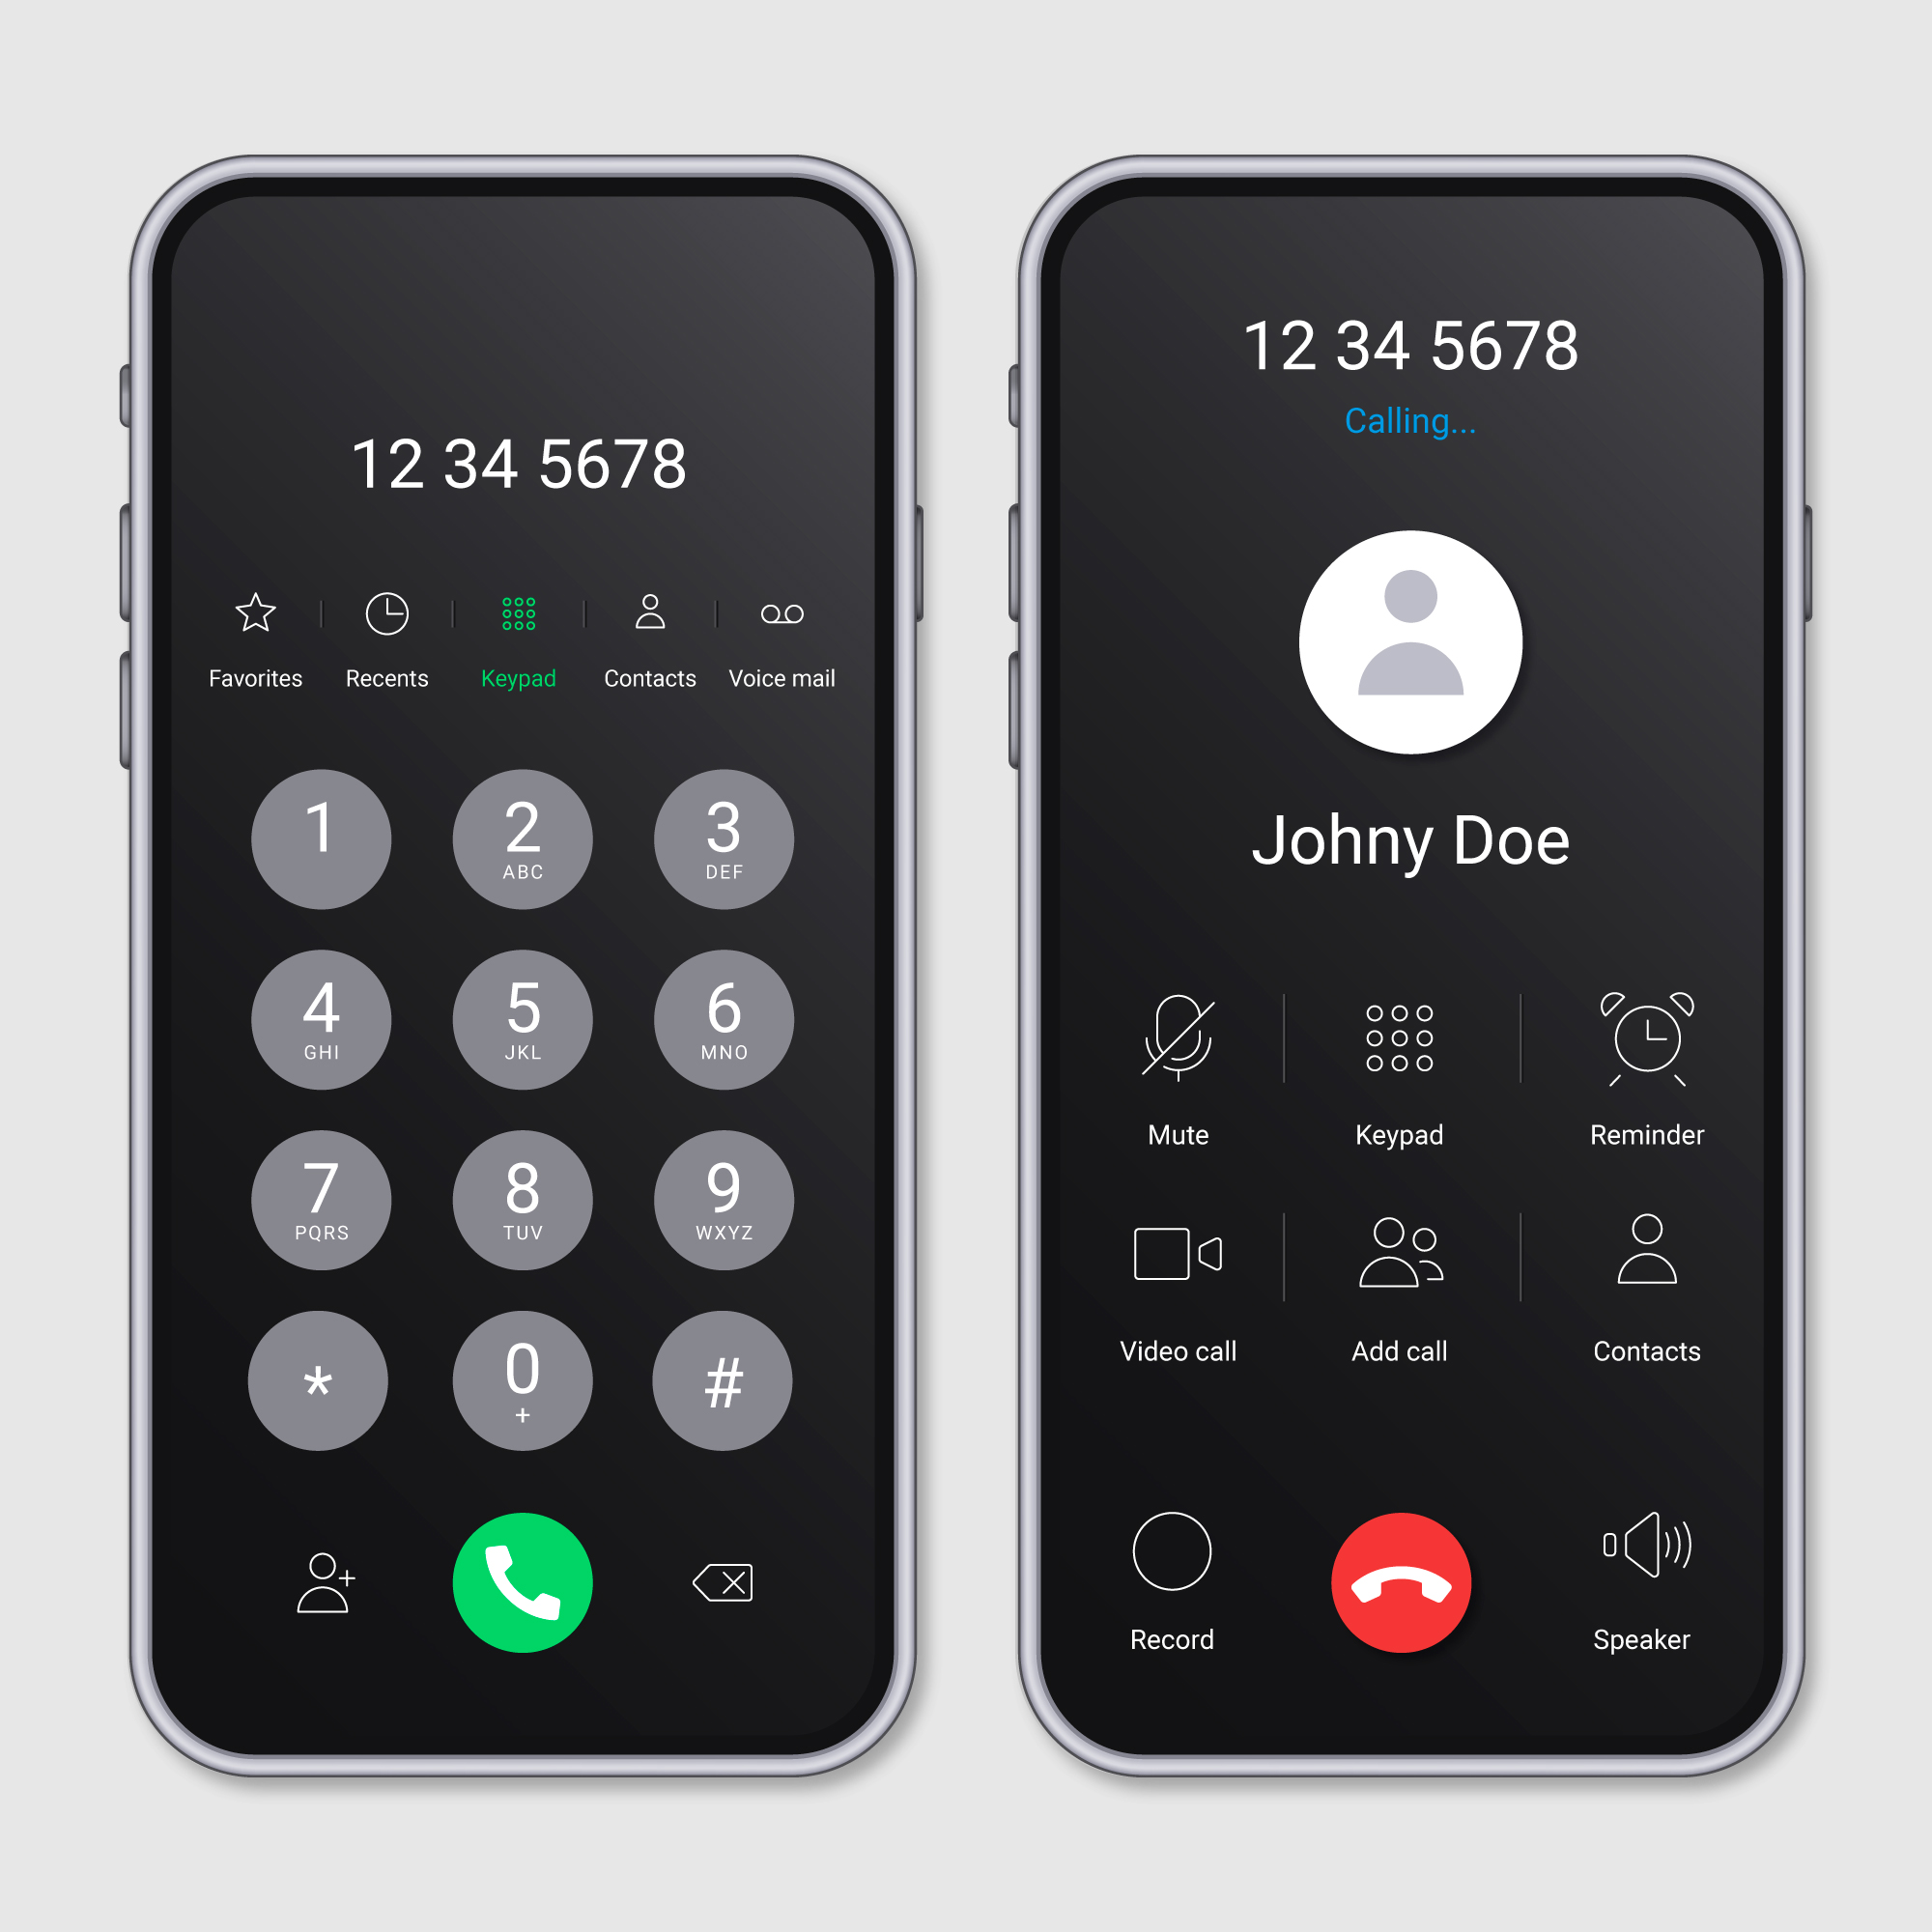 12 34 5678
Favorites Recents Keypad Contacts Voice mail
1 2 3
ABC DEF
4 5 6
GHI JKL MNO
7 8 9
PQRS TUV WXYZ
* 0 #
+
12 34 5678
Calling...
Johny Doe
Mute Keypad Reminder
Video call Add call Contacts
Record Speaker